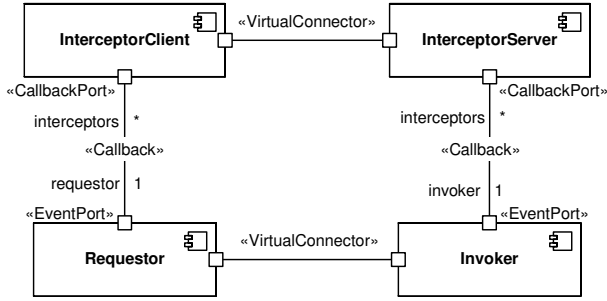 «VirtualConnector»
InterceptorClient
InterceptorServer
«CallbackPort»
«CallbackPort»
interceptors *
interceptors *
«Callback»
«Callback»
requestor 1
invoker 1
«EventPort»
«EventPort»
«VirtualConnector»
Requestor
Invoker